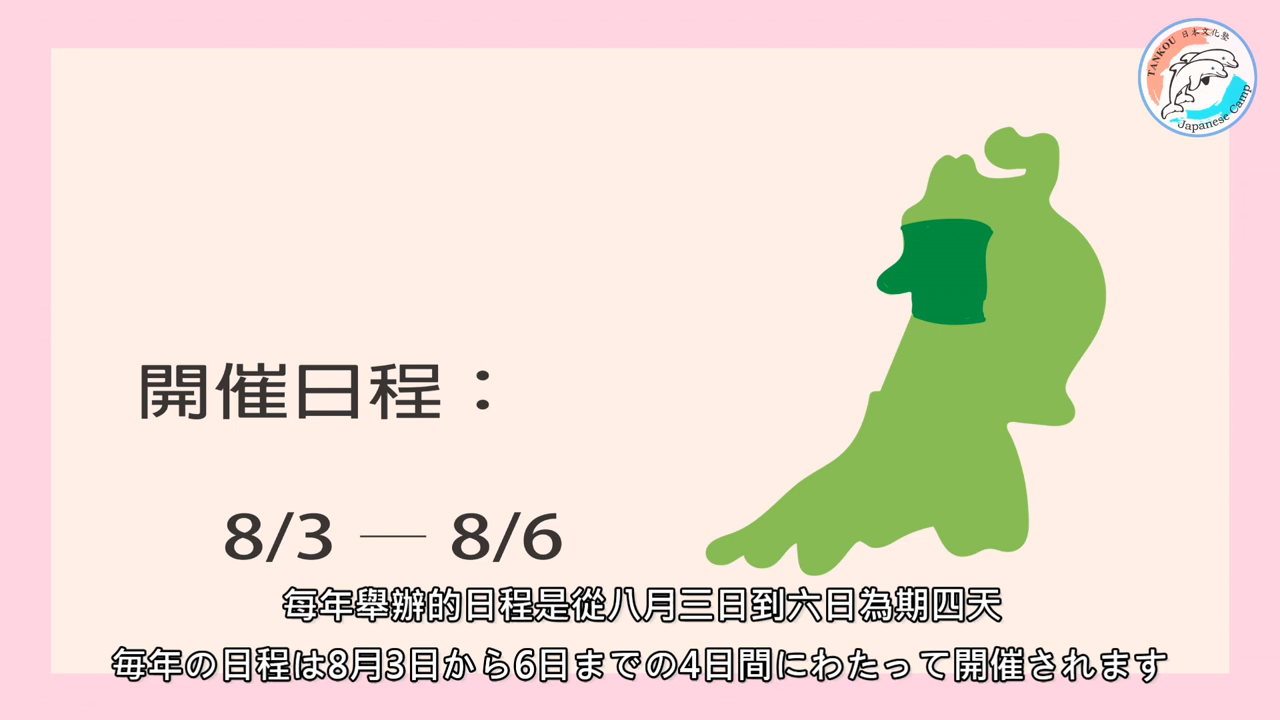 TANKOU 日本文化塾
Japanese Camp
開催日程：
8/3 — 8/6
每年舉辦的日程是從八月三日到六日為期四天
毎年の日程は8月3日から6日までの4日間にわたって開催されます